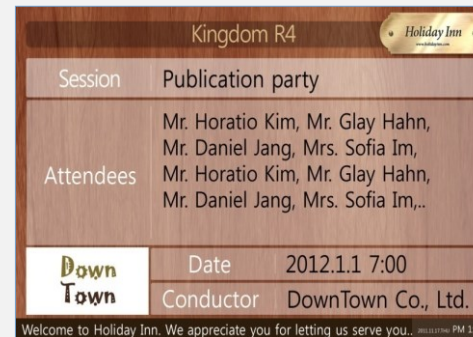 Kingdom R4
Holiday Inn
Session
Publication party
Attendees
Mr. Horatio Kim, Mr. Glay Hahn,
Mr. Daniel Jang, Mrs. Sofia Im,
Mr. Horatio Kim, Mr. Glay Hahn,
Mr. Daniel Jang, Mrs. Sofia Im,..
Down
Town
Date
2012.1.1 7:00
Conductor
DownTown Co., Ltd.
Welcome to Holiday Inn. We appreciate you for letting us serve you..
PM 1